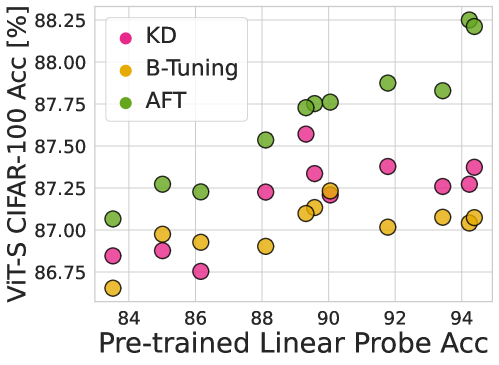 ViT-S CIFAR-100 Acc [%]
88.25
88.00
87.75
87.50
87.25
87.00
86.75
KD
B-Tuning
AFT
84 86 88 90 92 94
Pre-trained Linear Probe Acc